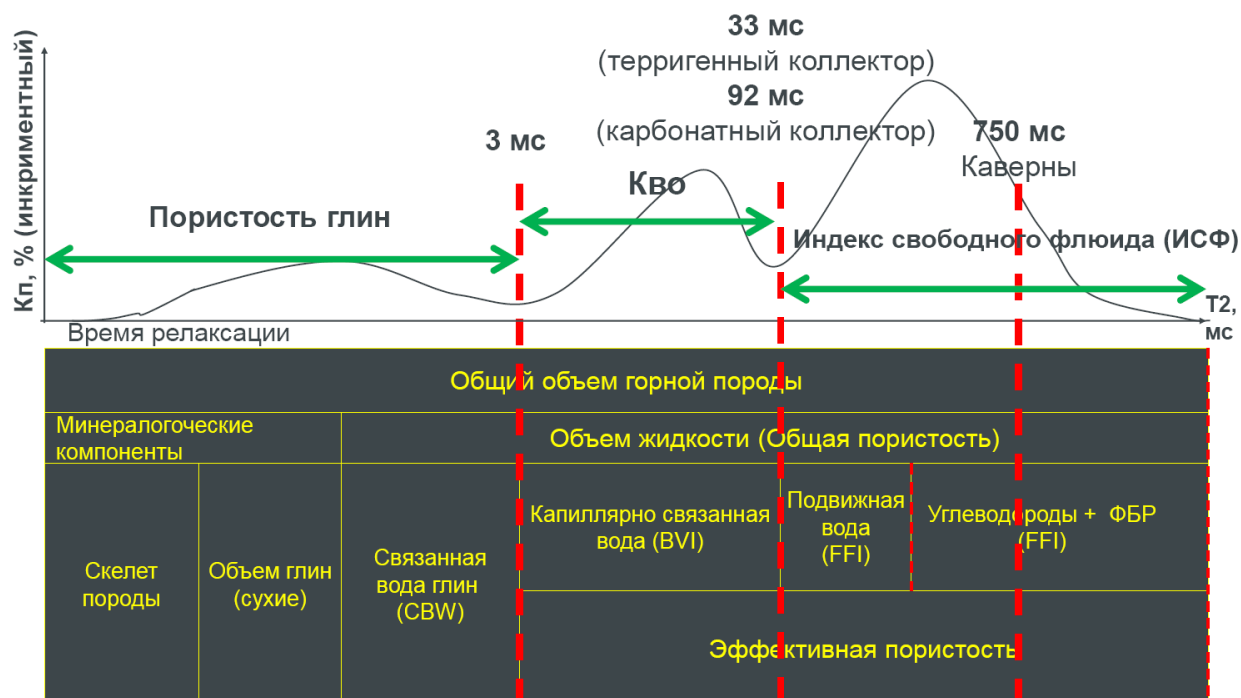 33 мс
(терригенный коллектор)
92 мс
(карбонатный коллектор)
750 мс
Каверны
3 мс
Кво
Пористость глин
Индекс свободного флюида (ИСФ)
Кп, % (инкриментный)
Т2,
мс
Время релаксации
Общий объем горной породы
Минералогоческие
компоненты
Объем жидкости (Общая пористость)
Скелет
породы
Объем глин
(сухие)
Связанная
вода глин
(CBW)
Капиллярно связанная
вода (BVI)
Подвижная
вода
(FFI)
Углеводороды + ФБР
(FFI)
Эффективная пористость